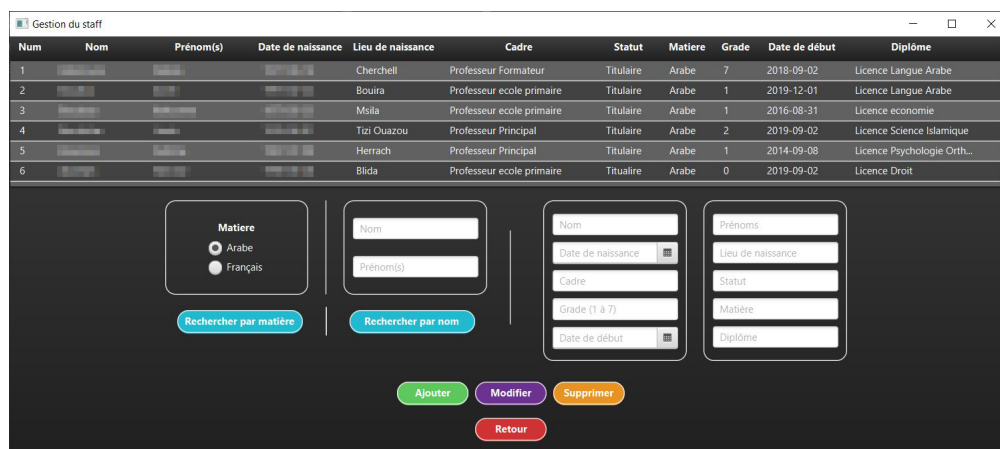 Gestion du staff
Num Nom Prénom(s) Date de naissance Lieu de naissance Cadre Statut Matiere Grade Date de début Diplôme
1 Cherchell Professeur Formateur Titulaire Arabe 7 2018-09-02 Licence Langue Arabe
2 Bouira Professeur ecole primaire Titulaire Arabe 1 2019-12-01 Licence Langue Arabe
3 Msila Professeur ecole primaire Titulaire Arabe 1 2016-08-31 Licence economie
4 Tizi Ouazou Professeur Principal Titulaire Arabe 2 2019-09-02 Licence Science Islamique
5 Herrach Professeur Principal Titulaire Arabe 1 2014-09-08 Licence Psychologie Orth...
6 Blida Professeur ecole primaire Titualire Arabe 0 2019-09-02 Licence Droit
Matiere
Arabe
Français
Rechercher par matière
Nom
Prénom(s)
Rechercher par nom
Nom
Date de naissance
Cadre
Grade (1 à 7)
Date de début
Prénoms
Lieu de naissance
Statut
Matière
Diplôme
Ajouter Modifier Supprimer
Retour